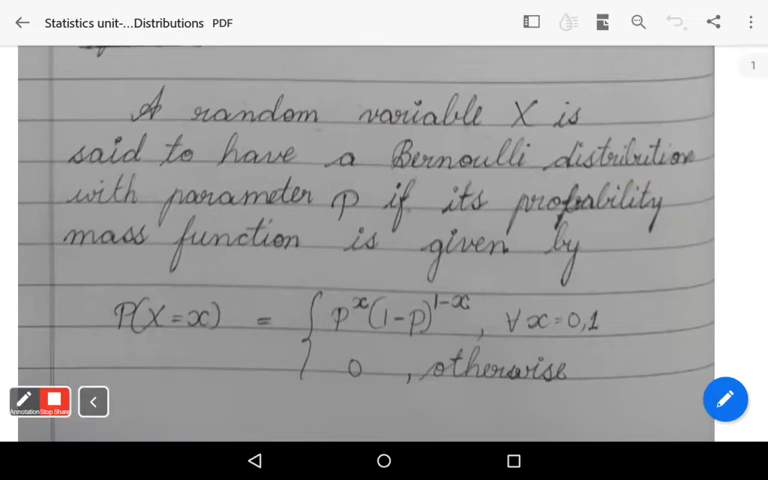 Statistics unit-...Distributions PDF
1
A random variable X is
said to have a Bernoulli distribution
with parameter p if its probability
mass function is given by
P(X=x) = { p^x(1-p)^{1-x}, ∀ x=0,1
0 , otherwise
Annotation Stop Share